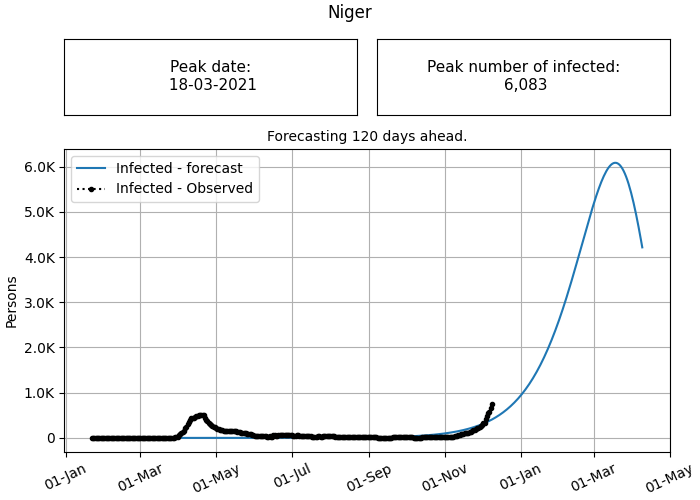 Niger
Peak date:
18-03-2021
Peak number of infected:
6,083
Forecasting 120 days ahead.
Infected - forecast
Infected - Observed
Persons
6.0K
5.0K
4.0K
3.0K
2.0K
1.0K
0
01-Jan
01-Mar
01-May
01-Jul
01-Sep
01-Nov
01-Jan
01-Mar
01-May